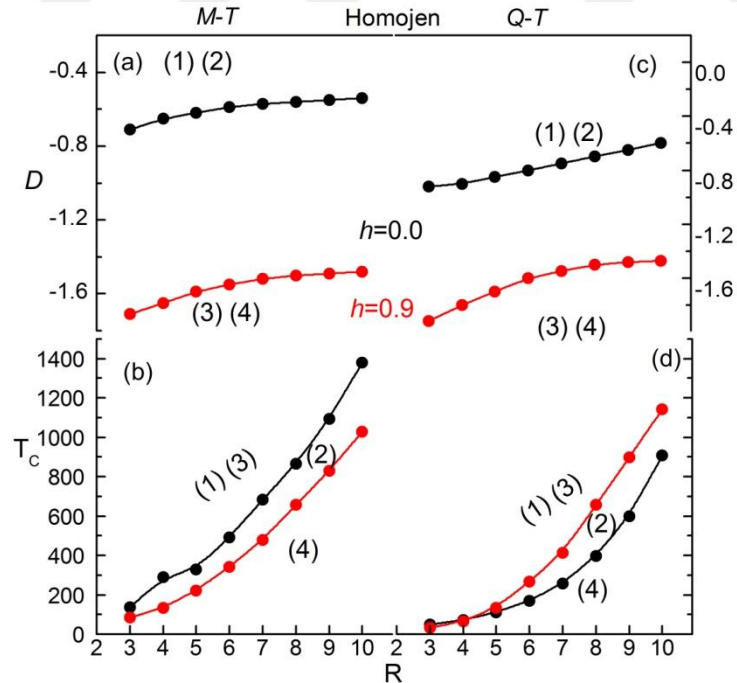 M-T Homojen Q-T
(a) (1) (2) (c)
-0.4 0.0
-0.8 (1) (2) -0.4
D -0.8
-1.2 h=0.0 -1.2
-1.6 (3) (4) h=0.9 (3) (4) -1.6
1400 (b) (d)
1200
1000
T_C
800 (1) (3) (2) (1) (3)
600 (2)
400 (4) (4)
200
0
2 3 4 5 6 7 8 9 10 2 3 4 5 6 7 8 9 10
R